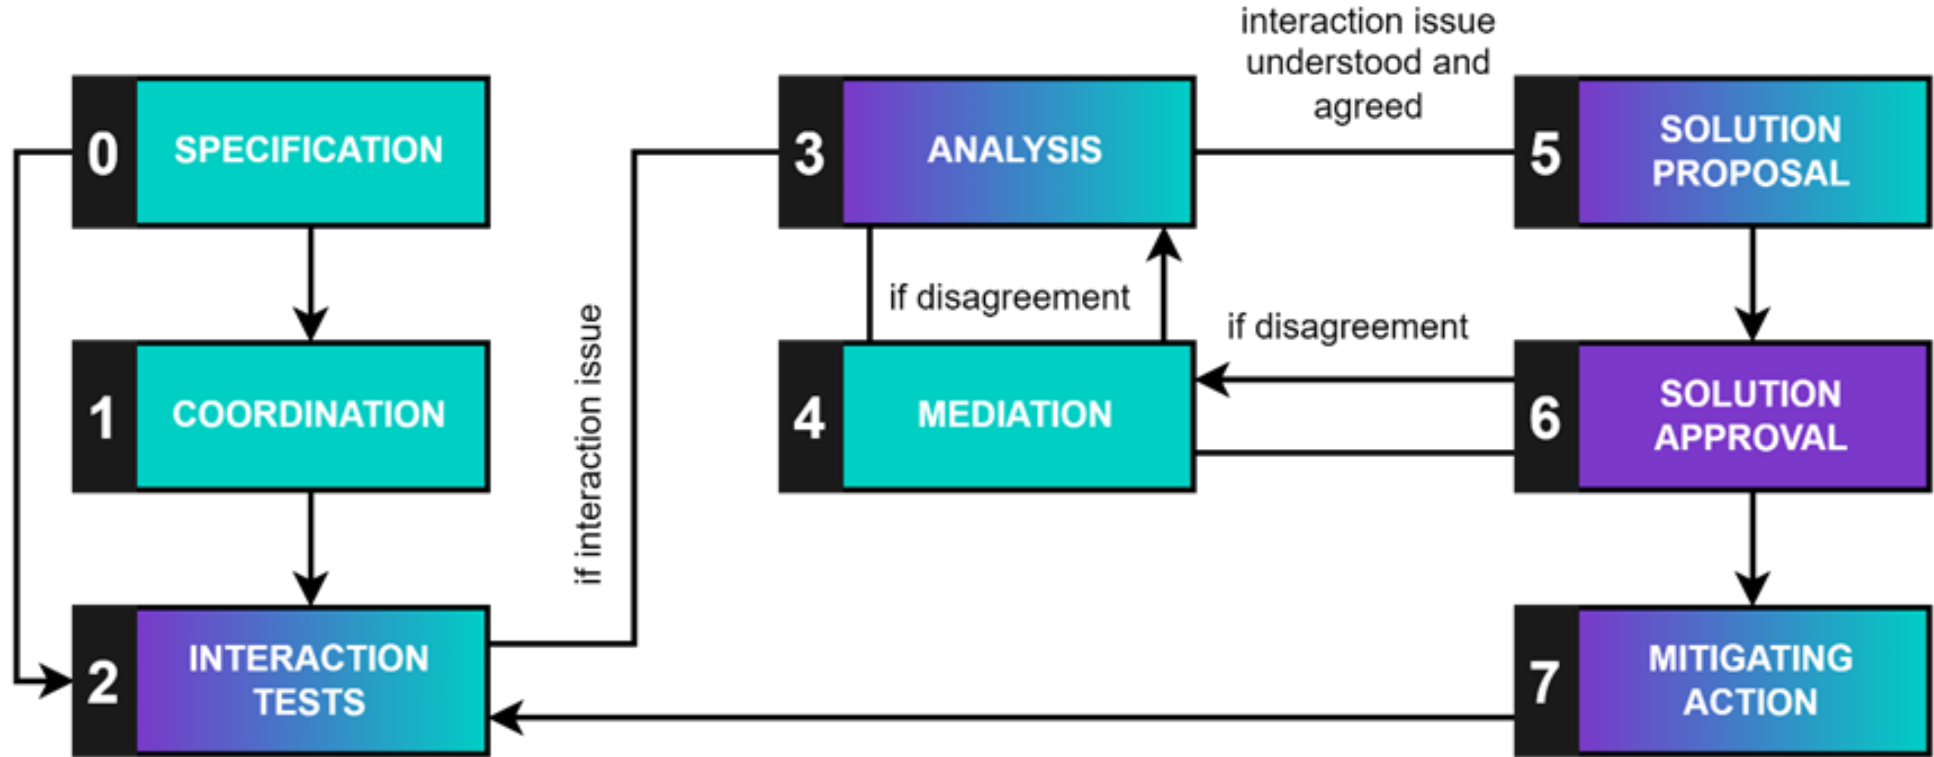 0
SPECIFICATION
1
COORDINATION
2
INTERACTION
TESTS
if interaction issue
3
ANALYSIS
if disagreement
4
MEDIATION
interaction issue
understood and
agreed
5
SOLUTION
PROPOSAL
if disagreement
6
SOLUTION
APPROVAL
7
MITIGATING
ACTION